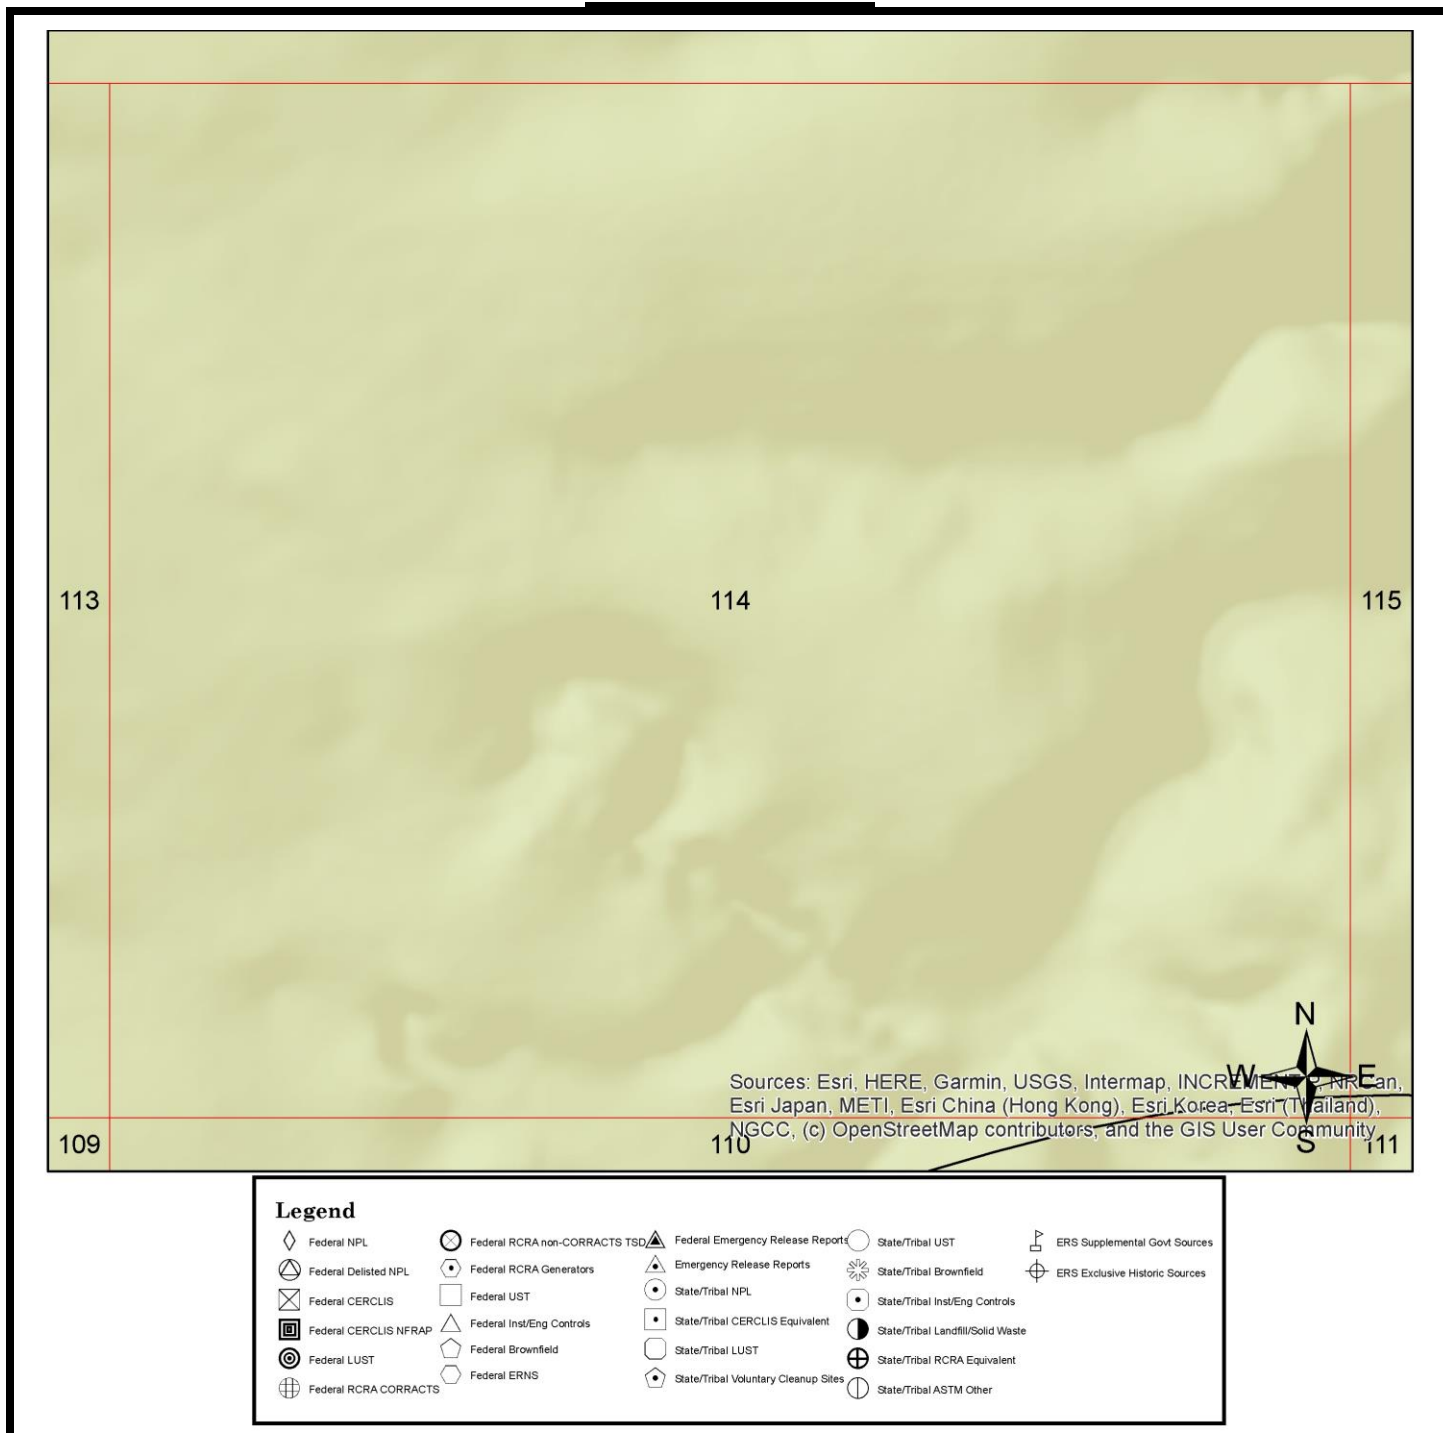 113
114
115
N
W
E
Sources: Esri, HERE, Garmin, USGS, Intermap, INCREMENT P, NRCan,
Esri Japan, METI, Esri China (Hong Kong), Esri Korea, Esri (Thailand),
NGCC, (c) OpenStreetMap contributors, and the GIS User Community
S
109
110
111
Legend
Federal NPL
Federal Delisted NPL
Federal CERCLIS
Federal CERCLIS NFRAP
Federal LUST
Federal RCRA CORRACTS
Federal RCRA non-CORRACTS TSD
Federal RCRA Generators
Federal UST
Federal Inst/Eng Controls
Federal Brownfield
Federal ERNS
Federal Emergency Release Reports
Emergency Release Reports
State/Tribal NPL
State/Tribal CERCLIS Equivalent
State/Tribal LUST
State/Tribal Voluntary Cleanup Sites
State/Tribal UST
State/Tribal Brownfield
State/Tribal Inst/Eng Controls
State/Tribal Landfill/Solid Waste
State/Tribal RCRA Equivalent
State/Tribal ASTM Other
ERS Supplemental Govt Sources
ERS Exclusive Historic Sources